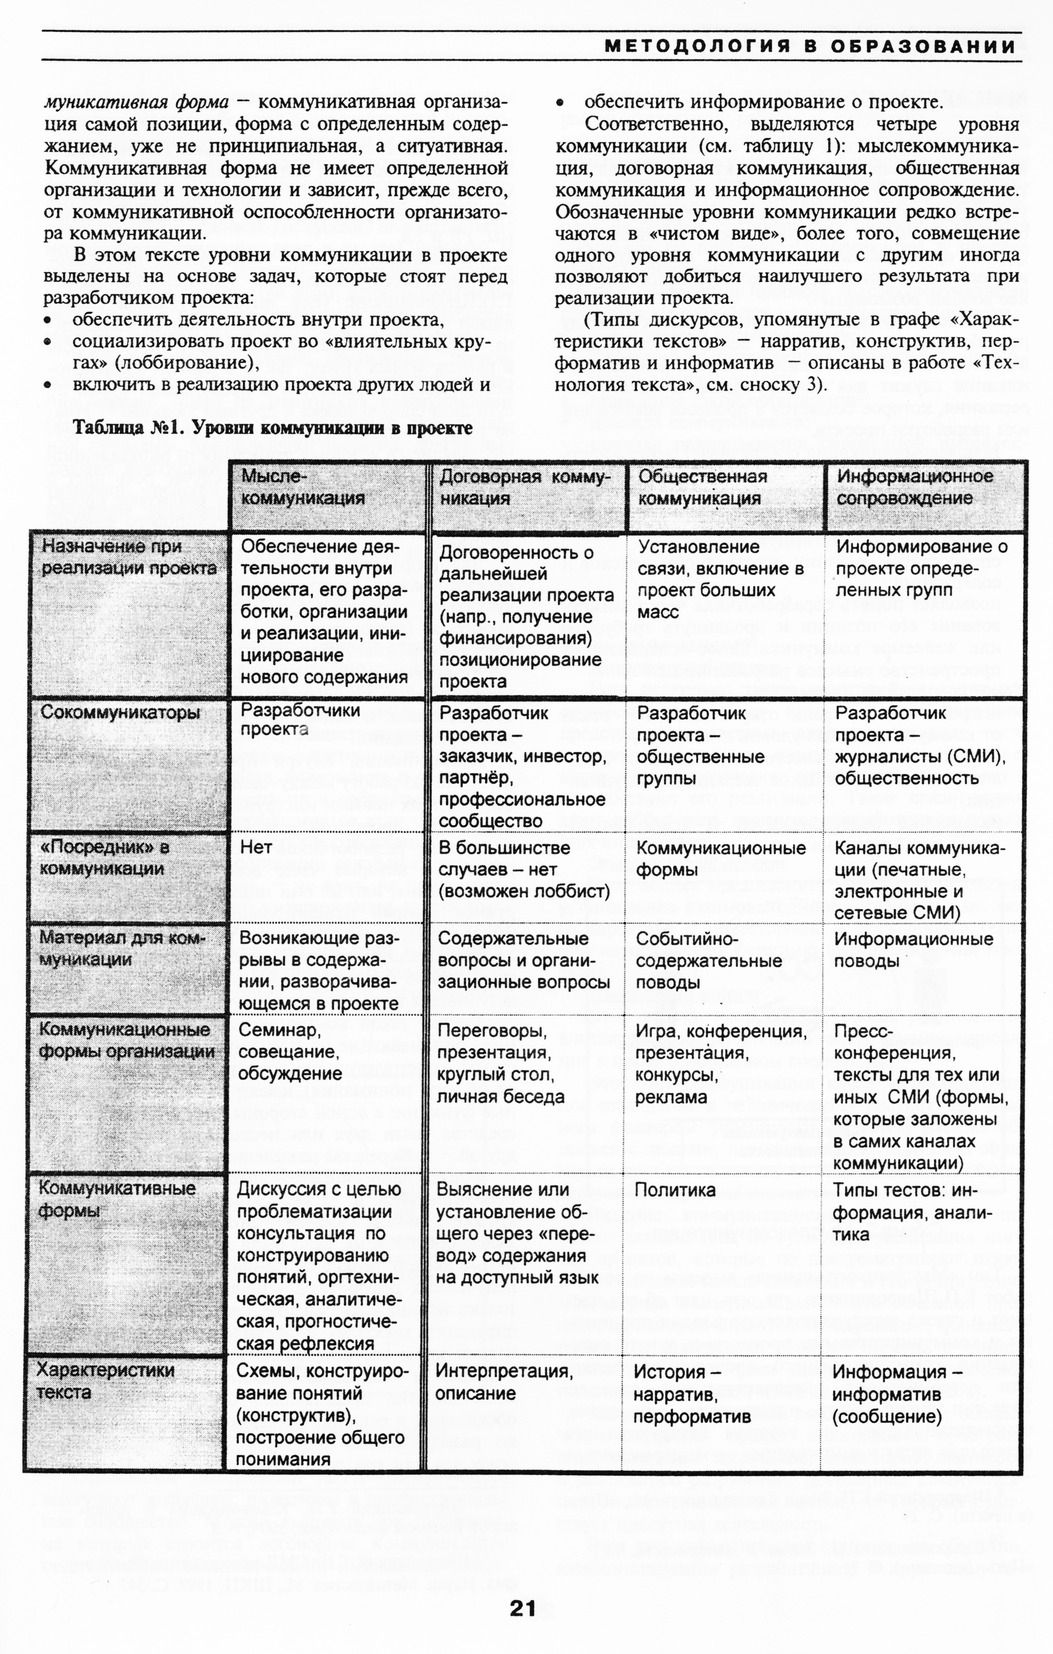 МЕТОДОЛОГИЯ В ОБРАЗОВАНИИ
муникативная форма — коммуникативная организа-
ция самой позиции, форма с определенным содер-
жанием, уже не принципиальная, а ситуативная.
Коммуникативная форма не имеет определенной
организации и технологии и зависит, прежде всего,
от коммуникативной оспособленности организато-
ра коммуникации.
В этом тексте уровни коммуникации в проекте
выделены на основе задач, которые стоят перед
разработчиком проекта:
• обеспечить деятельность внутри проекта,
• социализировать проект во «влиятельных кру-
гах» (лоббирование),
• включить в реализацию проекта других людей и
• обеспечить информирование о проекте.
Соответственно, выделяются четыре уровня
коммуникации (см. таблицу 1): мыслекоммуника-
ция, договорная коммуникация, общественная
коммуникация и информационное сопровождение.
Обозначенные уровни коммуникации редко встре-
чаются в «чистом виде», более того, совмещение
одного уровня коммуникации с другим иногда
позволяют добиться наилучшего результата при
реализации проекта.
(Типы дискурсов, упомянутые в графе «Харак-
теристики текстов» — нарратив, конструктив, пер-
форматив и информатив — описаны в работе «Тех-
нология текста», см. сноску 3).
Таблица №1. Уровни коммуникации в проекте
Мысле-
коммуникация
Договорная комму-
никация
Общественная
коммуникация
Информационное
сопровождение
Назначение при
реализации проекта
Обеспечение дея-
тельности внутри
проекта, его разра-
ботки, организации
и реализации, ини-
циирование
нового содержания
Договоренность о
дальнейшей
реализации проекта
(напр., получение
финансирования)
позиционирование
проекта
Установление
связи, включение в
проект больших
масс
Информирование о
проекте опреде-
ленных групп
Сокоммуникаторы
Разработчики
проекта
Разработчик
проекта –
заказчик, инвестор,
партнёр,
профессиональное
сообщество
Разработчик
проекта –
общественные
группы
Разработчик
проекта –
журналисты (СМИ),
общественность
«Посредник» в
коммуникации
Нет
В большинстве
случаев – нет
(возможен лоббист)
Коммуникационные
формы
Каналы коммуника-
ции (печатные,
электронные и
сетевые СМИ)
Материал для ком-
муникации
Возникающие раз-
рывы в содержа-
нии, разворачива-
ющемся в проекте
Содержательные
вопросы и органи-
зационные вопросы
Событийно-
содержательные
поводы
Информационные
поводы
Коммуникационные
формы организации
Семинар,
совещание,
обсуждение
Переговоры,
презентация,
круглый стол,
личная беседа
Игра, конференция,
презентация,
конкурсы,
реклама
Пресс-
конференция,
тексты для тех или
иных СМИ (формы,
которые заложены
в самих каналах
коммуникации)
Коммуникативные
формы
Дискуссия с целью
проблематизации
консультация по
конструированию
понятий, оргтехни-
ческая, аналитиче-
ская, прогностиче-
ская рефлексия
Выяснение или
установление об-
щего через «пере-
вод» содержания
на доступный язык
Политика
Типы тестов: ин-
формация, анали-
тика
Характеристики
текста
Схемы, конструиро-
вание понятий
(конструктив),
построение общего
понимания
Интерпретация,
описание
История –
нарратив,
перформатив
Информация –
информатив
(сообщение)
21